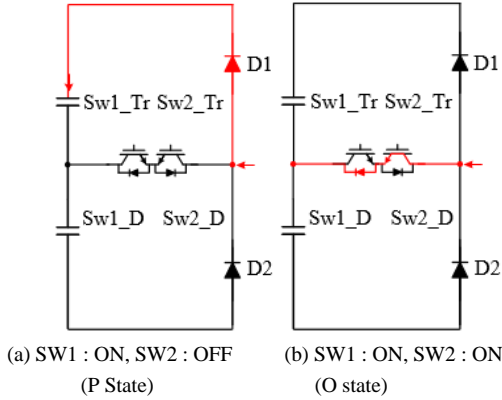 D1 D1
Sw1_Tr Sw2_Tr Sw1_Tr Sw2_Tr
Sw1_D Sw2_D Sw1_D Sw2_D
D2 D2
(a) SW1 : ON, SW2 : OFF (b) SW1 : ON, SW2 : ON
(P State) (O state)